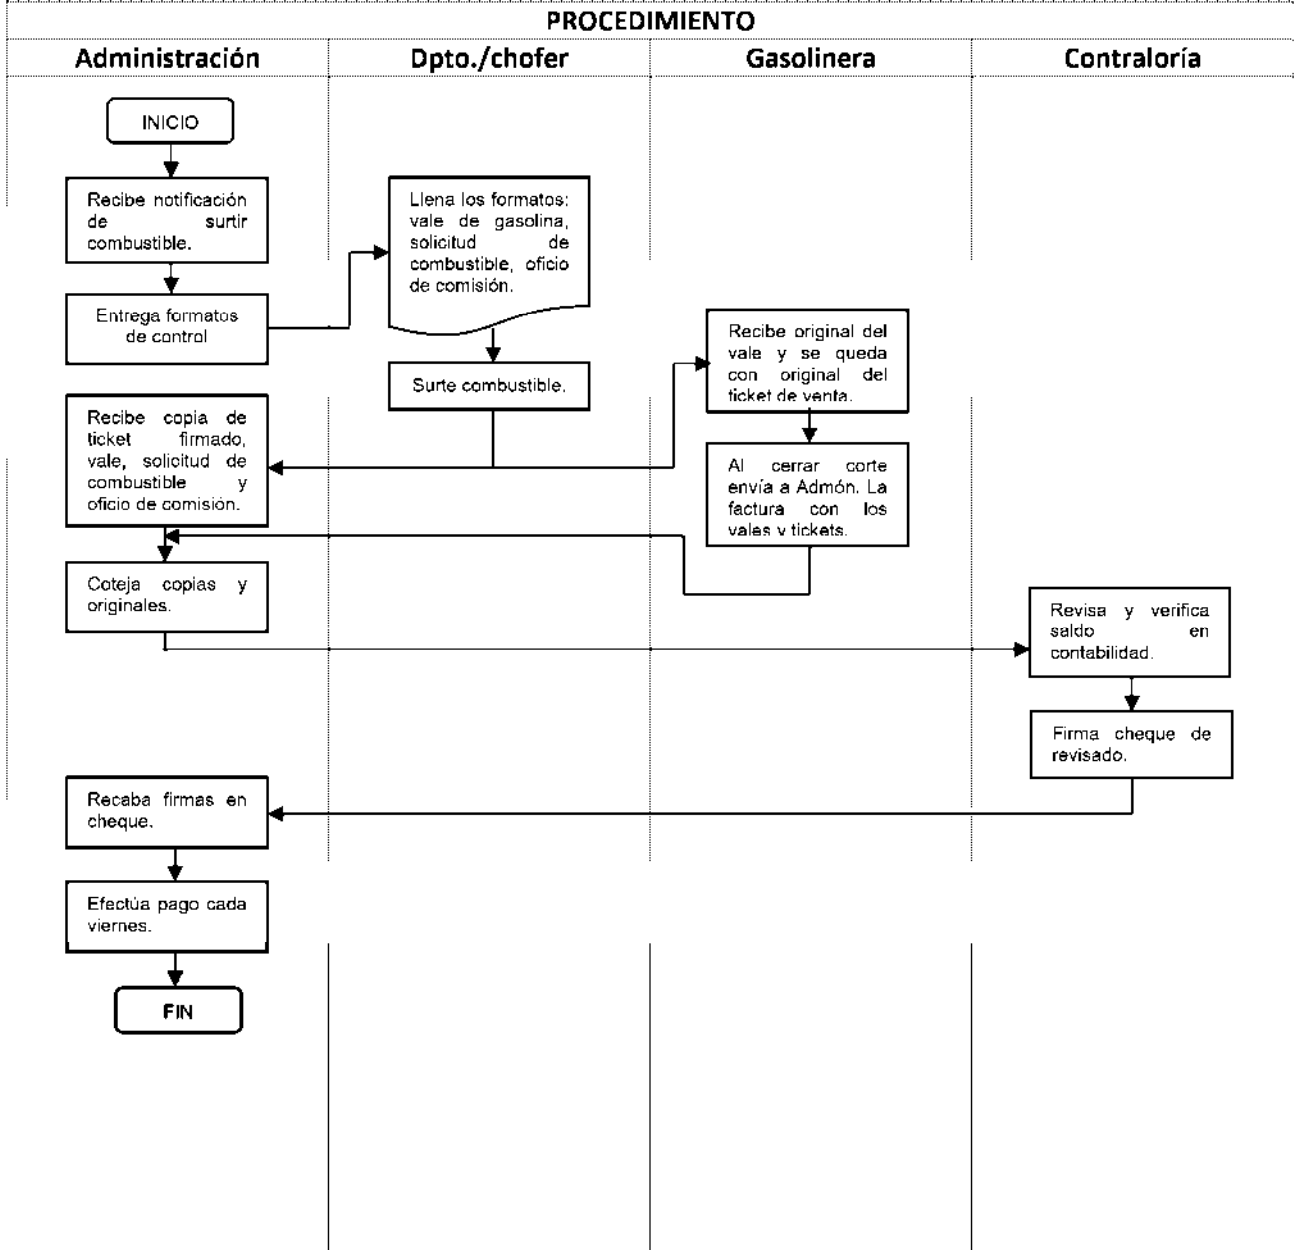 PROCEDIMIENTO
Administración
Dpto./chofer
Gasolinera
Contraloría
INICIO
Recibe notificación
de surtir
combustible.
Entrega formatos
de control
Llena los formatos:
vale de gasolina,
solicitud de
combustible, oficio
de comisión.
Surte combustible.
Recibe original del
vale y se queda
con original del
ticket de venta.
Recibe copia de
ticket firmado,
vale, solicitud de
combustible y
oficio de comisión.
Al cerrar corte
envía a Admón. La
factura con los
vales y tickets.
Coteja copias y
originales.
Revisa y verifica
saldo en
contabilidad.
Firma cheque de
revisado.
Recaba firmas en
cheque.
Efectúa pago cada
viernes.
FIN